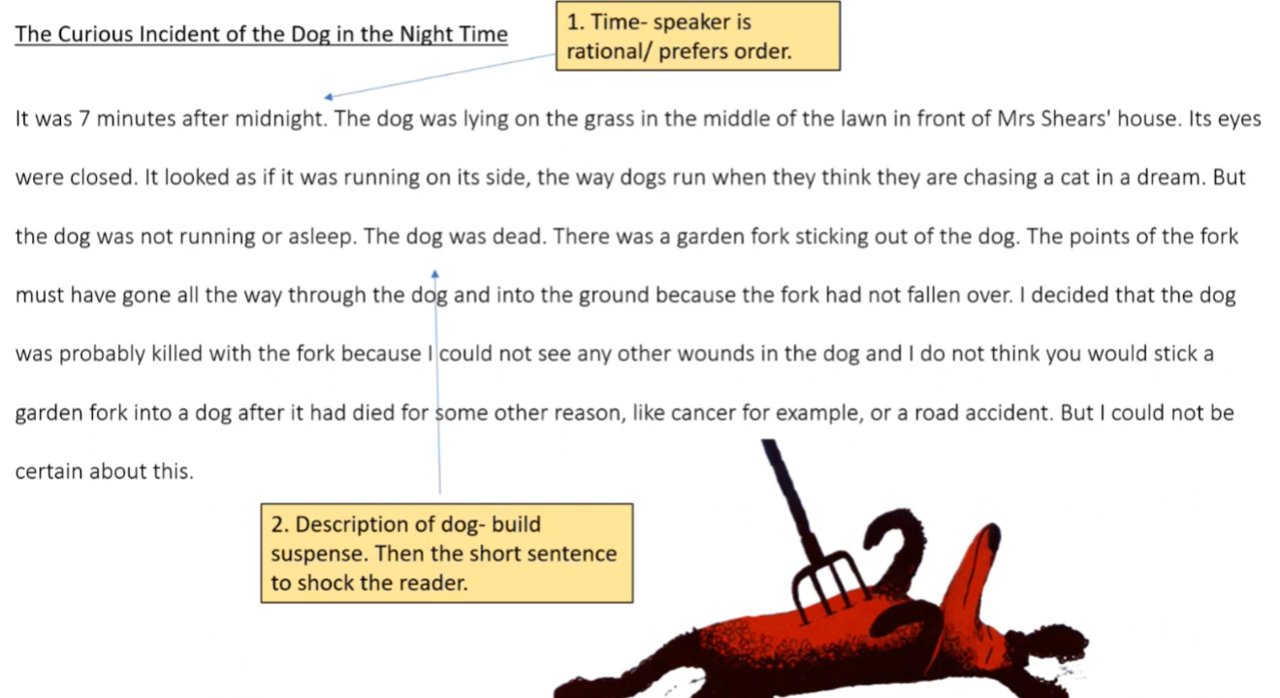 The Curious Incident of the Dog in the Night Time
1. Time- speaker is
rational/ prefers order.
It was 7 minutes after midnight. The dog was lying on the grass in the middle of the lawn in front of Mrs Shears' house. Its eyes
were closed. It looked as if it was running on its side, the way dogs run when they think they are chasing a cat in a dream. But
the dog was not running or asleep. The dog was dead. There was a garden fork sticking out of the dog. The points of the fork
must have gone all the way through the dog and into the ground because the fork had not fallen over. I decided that the dog
was probably killed with the fork because I could not see any other wounds in the dog and I do not think you would stick a
garden fork into a dog after it had died for some other reason, like cancer for example, or a road accident. But I could not be
certain about this.
2. Description of dog- build
suspense. Then the short sentence
to shock the reader.